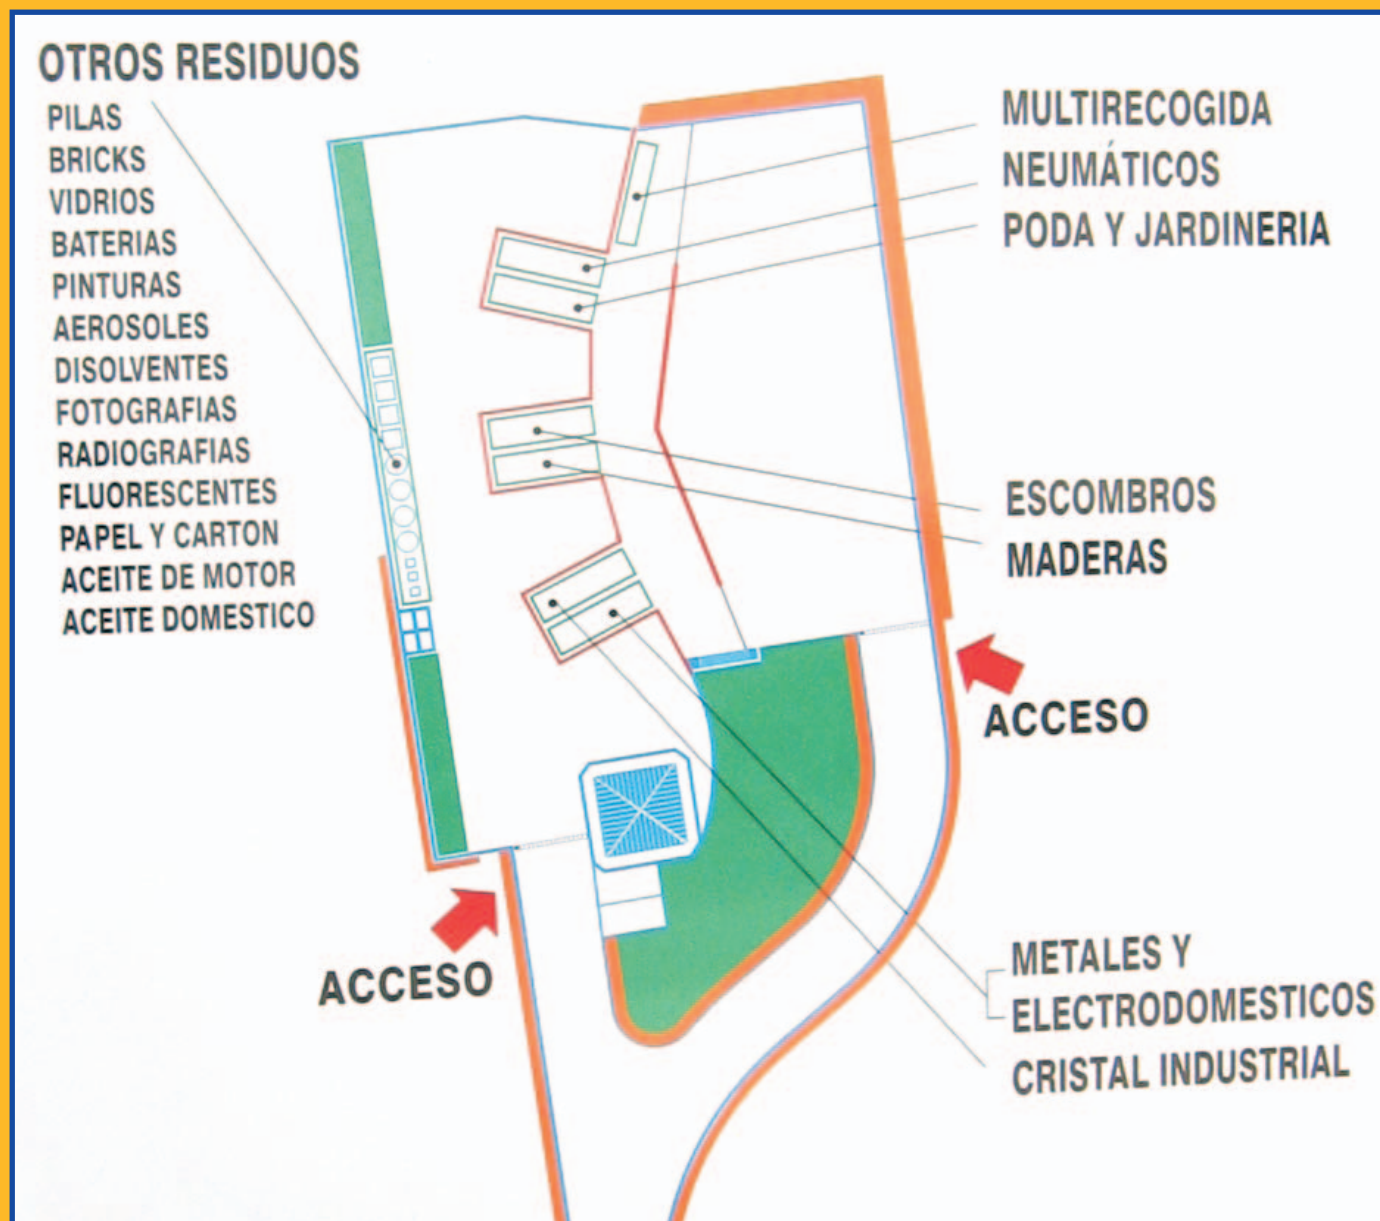 OTROS RESIDUOS
PILAS
BRICKS
VIDRIOS
BATERIAS
PINTURAS
AEROSOLES
DISOLVENTES
FOTOGRAFIAS
RADIOGRAFIAS
FLUORESCENTES
PAPEL Y CARTON
ACEITE DE MOTOR
ACEITE DOMESTICO
MULTIRECOGIDA
NEUMÁTICOS
PODA Y JARDINERIA
ESCOMBROS
MADERAS
ACCESO
ACCESO
METALES Y
ELECTRODOMESTICOS
CRISTAL INDUSTRIAL